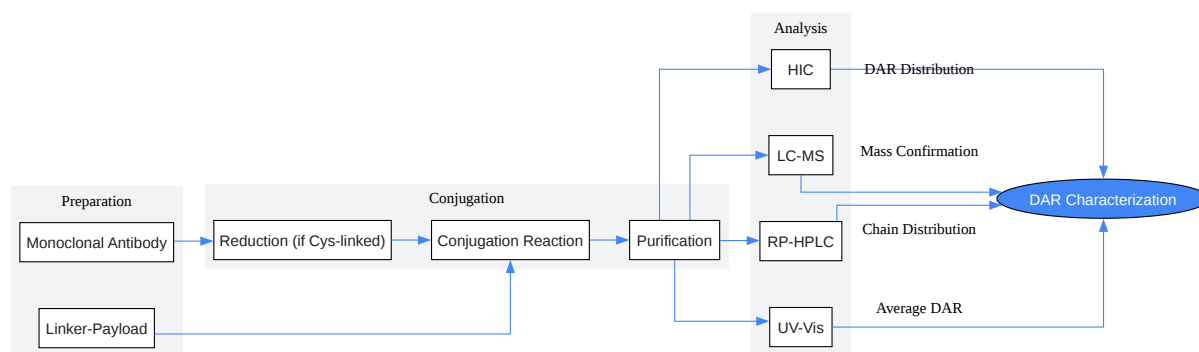 Analysis
HIC
DAR Distribution
LC-MS
Mass Confirmation
Preparation
Conjugation
DAR Characterization
Monoclonal Antibody
Reduction (if Cys-linked)
Conjugation Reaction
Purification
RP-HPLC
Chain Distribution
Linker-Payload
UV-Vis
Average DAR